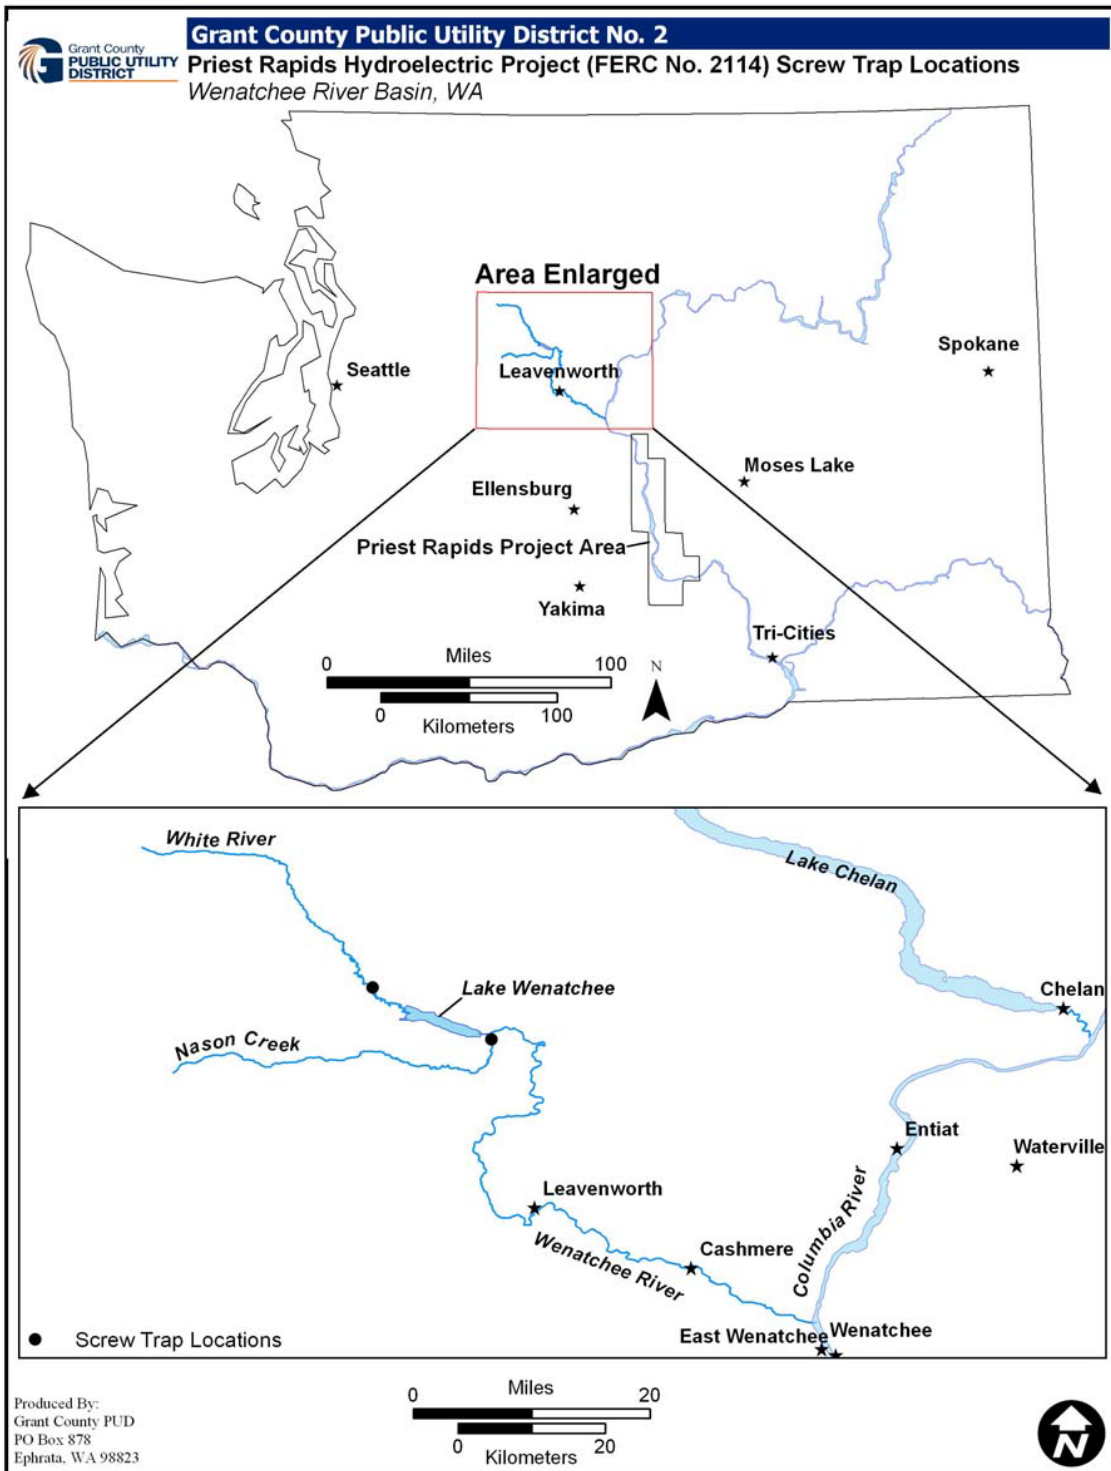 Grant County
PUBLIC UTILITY
DISTRICT
Grant County Public Utility District No. 2
Priest Rapids Hydroelectric Project (FERC No. 2114) Screw Trap Locations
Wenatchee River Basin, WA
Area Enlarged
Seattle
Leavenworth
Spokane
Moses Lake
Ellensburg
Priest Rapids Project Area
Yakima
Tri-Cities
Miles
0 100
N
0 100
Kilometers
White River
Lake Chelan
Lake Wenatchee
Chelan
Nason Creek
Entiat
Waterville
Columbia River
Leavenworth
Wenatchee River
Cashmere
East Wenatchee
Wenatchee
Screw Trap Locations
Miles
0 20
0 20
Kilometers
Produced By:
Grant County PUD
PO Box 878
Ephrata, WA 98823
N